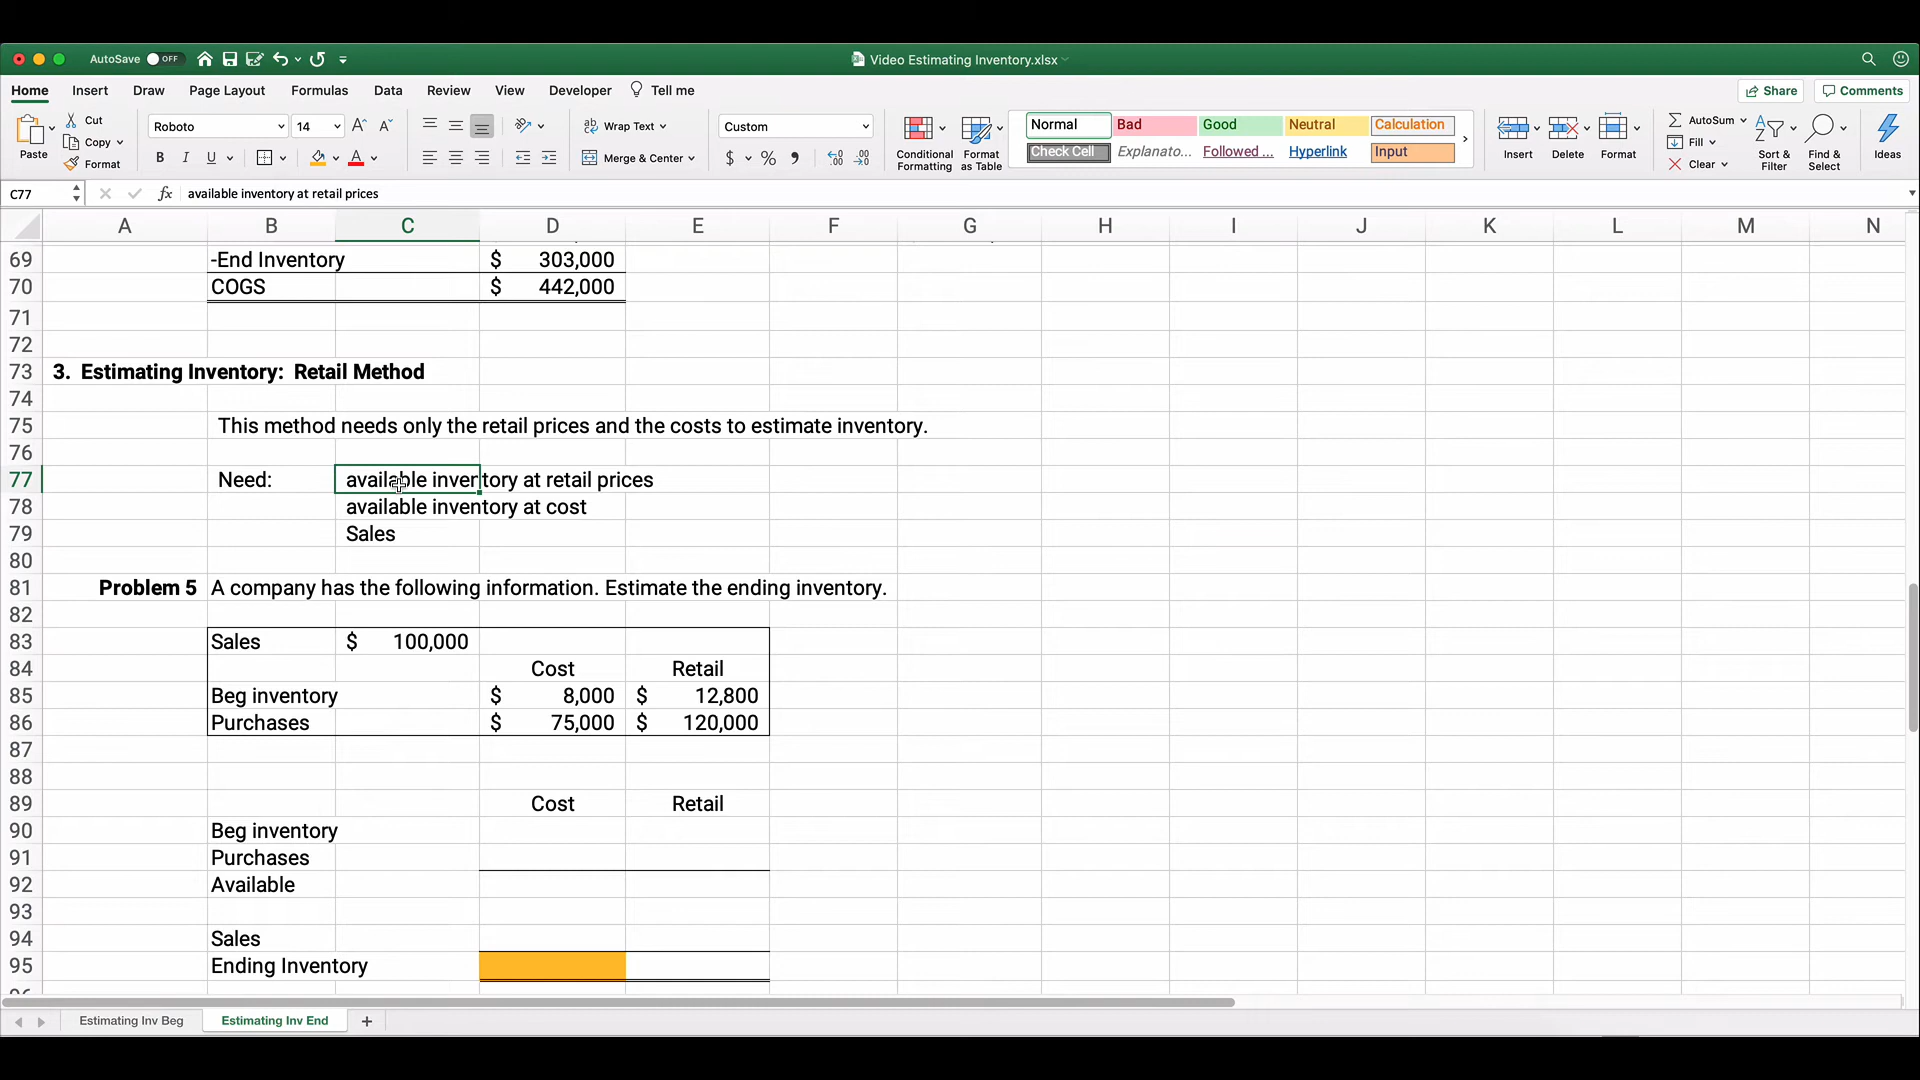 AutoSave OFF
Video Estimating Inventory.xlsx
Home Insert Draw Page Layout Formulas Data Review View Developer Tell me
Share Comments
Paste
Cut
Copy
Format
Roboto 14
B I U
Wrap Text
Merge & Center
Custom
$ % ,
Conditional Formatting
Format as Table
Normal Bad Good Neutral Calculation
Check Cell Explanato... Followed ... Hyperlink Input
Insert Delete Format
AutoSum
Fill
Clear
Sort & Filter
Find & Select
Ideas
C77 fx available inventory at retail prices
A B C D E F G H I J K L M N
69 -End Inventory $ 303,000
70 COGS $ 442,000
71
72
73 3. Estimating Inventory: Retail Method
74
75 This method needs only the retail prices and the costs to estimate inventory.
76
77 Need: available inventory at retail prices
78 available inventory at cost
79 Sales
80
81 Problem 5 A company has the following information. Estimate the ending inventory.
82
83 Sales $ 100,000
84 Cost Retail
85 Beg inventory $ 8,000 $ 12,800
86 Purchases $ 75,000 $ 120,000
87
88
89 Cost Retail
90 Beg inventory
91 Purchases
92 Available
93
94 Sales
95 Ending Inventory
Estimating Inv Beg Estimating Inv End +